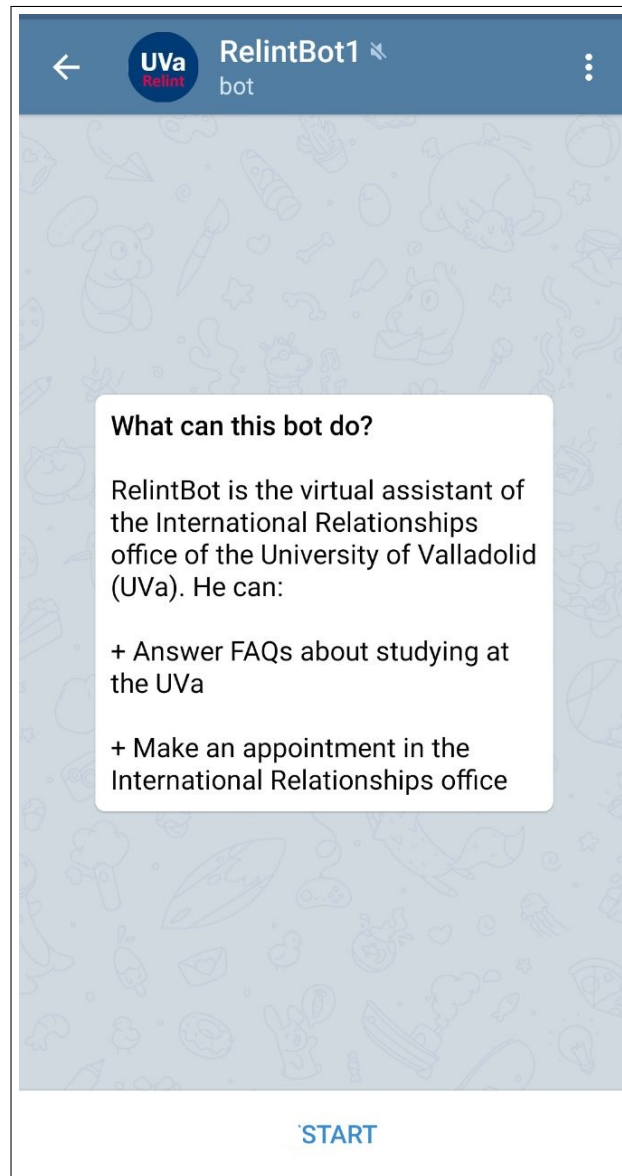 UVa
Relint
RelintBot1
bot
What can this bot do?
RelintBot is the virtual assistant of
the International Relationships
office of the University of Valladolid
(UVa). He can:
+ Answer FAQs about studying at
the UVa
+ Make an appointment in the
International Relationships office
START